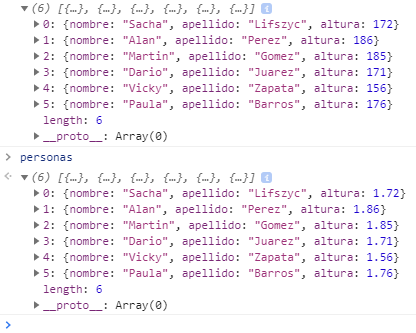 ▼(6) [{…}, {…}, {…}, {…}, {…}, {…}] i
▶0: {nombre: "Sacha", apellido: "Lifszyc", altura: 172}
▶1: {nombre: "Alan", apellido: "Perez", altura: 186}
▶2: {nombre: "Martin", apellido: "Gomez", altura: 185}
▶3: {nombre: "Dario", apellido: "Juarez", altura: 171}
▶4: {nombre: "Vicky", apellido: "Zapata", altura: 156}
▶5: {nombre: "Paula", apellido: "Barros", altura: 176}
length: 6
▶__proto__: Array(0)
> personas
<· ▼(6) [{…}, {…}, {…}, {…}, {…}, {…}] i
▶0: {nombre: "Sacha", apellido: "Lifszyc", altura: 1.72}
▶1: {nombre: "Alan", apellido: "Perez", altura: 1.86}
▶2: {nombre: "Martin", apellido: "Gomez", altura: 1.85}
▶3: {nombre: "Dario", apellido: "Juarez", altura: 1.71}
▶4: {nombre: "Vicky", apellido: "Zapata", altura: 1.56}
▶5: {nombre: "Paula", apellido: "Barros", altura: 1.76}
length: 6
▶__proto__: Array(0)
>